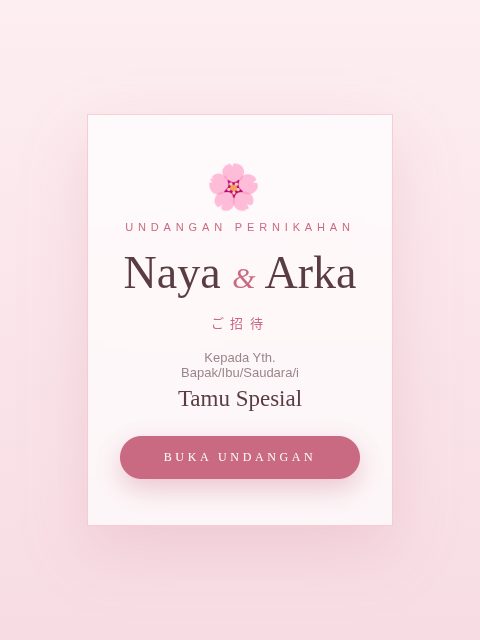 UNDANGAN PERNIKAHAN
Naya & Arka
ご招待
Kepada Yth.
Bapak/Ibu/Saudara/i
Tamu Spesial
BUKA UNDANGAN